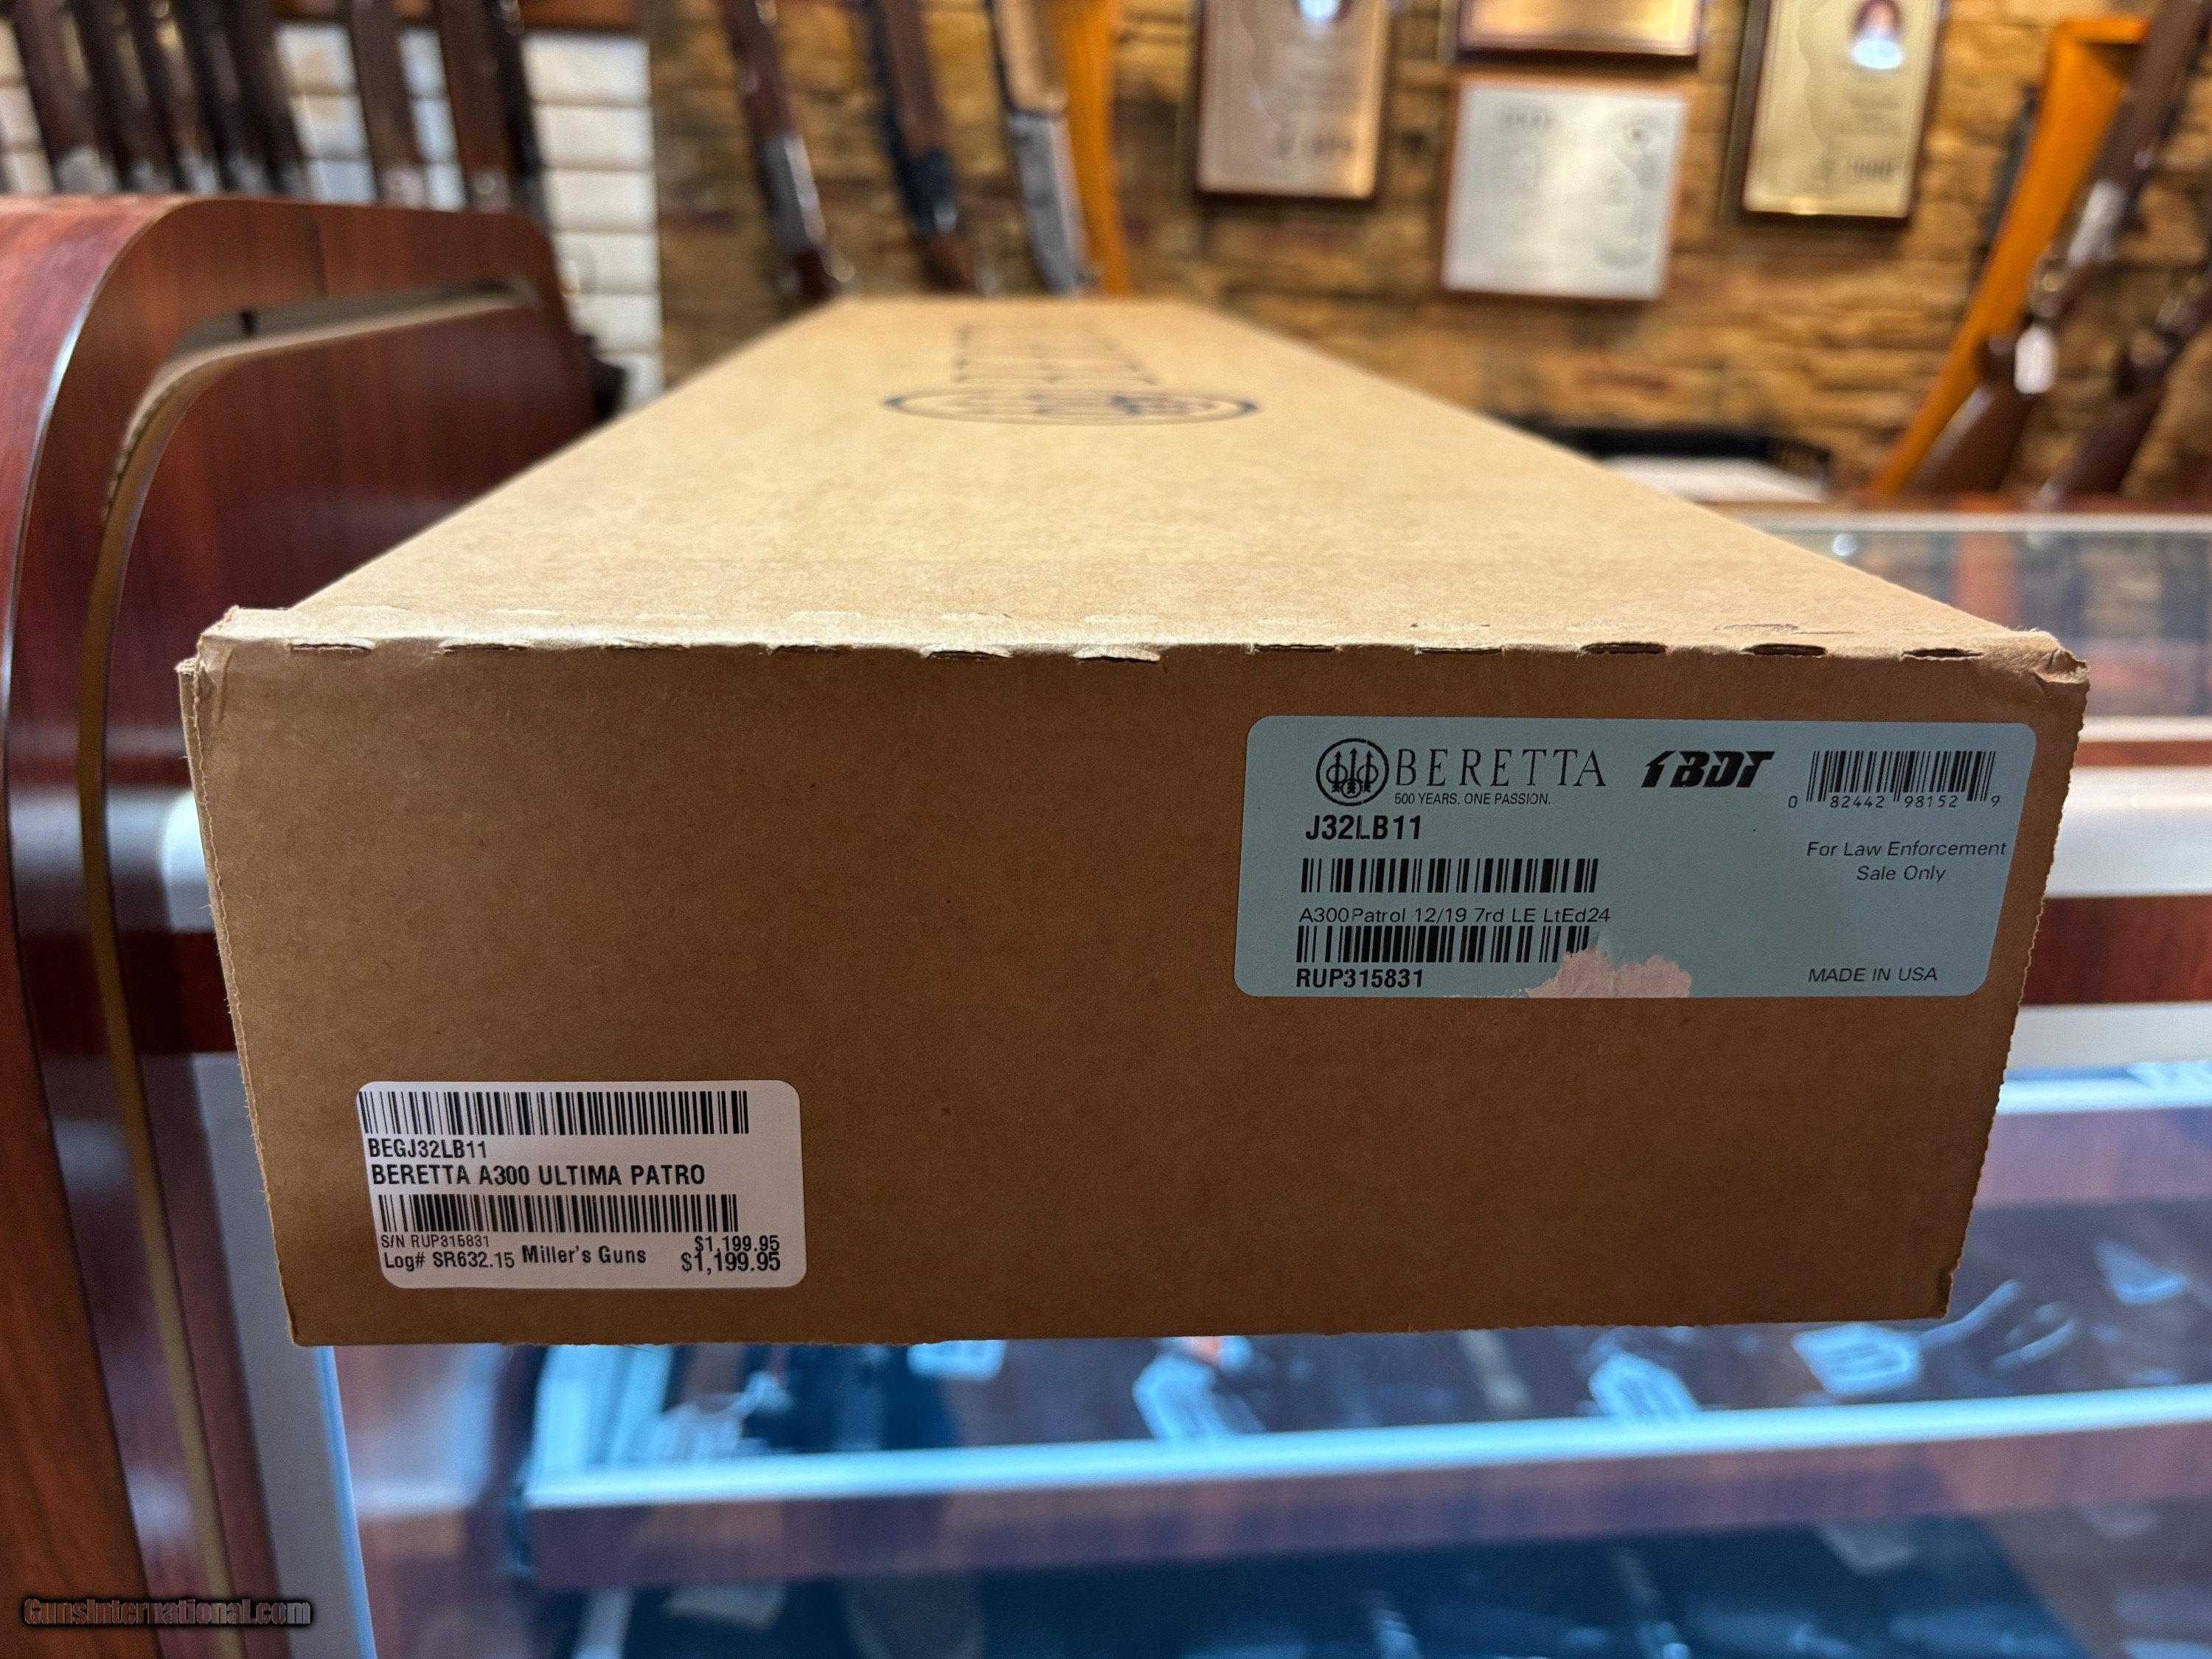 BERETTA 1BDT
500 YEARS. ONE PASSION.
0 82442 98152 9
J32LB11
For Law Enforcement
Sale Only
A300Patrol 12/19 7rd LE LtEd24
RUP315831
MADE IN USA
BEGJ32LB11
BERETTA A300 ULTIMA PATRO
S/N RUP315831
$1,199.95
Log# SR632.15 Miller's Guns $1,199.95
GunsInternational.com